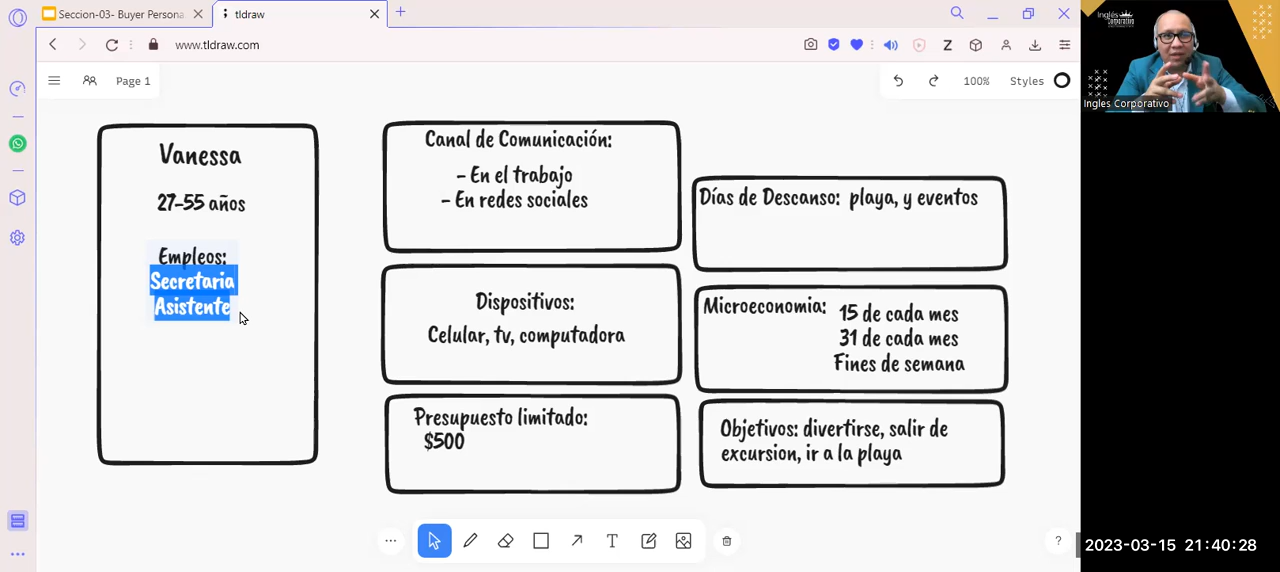 Seccion-03- Buyer Persona
tldraw
www.tldraw.com
Z
Page 1
100%
Styles
Vanessa
27-55 años
Empleos:
Secretaria
Asistente
Canal de Comunicación:
- En el trabajo
- En redes sociales
Dispositivos:
Celular, tv, computadora
Presupuesto limitado:
$500
Días de Descanso: playa, y eventos
Microeconomia:
15 de cada mes
31 de cada mes
Fines de semana
Objetivos: divertirse, salir de
excursion, ir a la playa
T
?
Inglés
Corporativo
Ingles Corporativo
2023-03-15 21:40:28